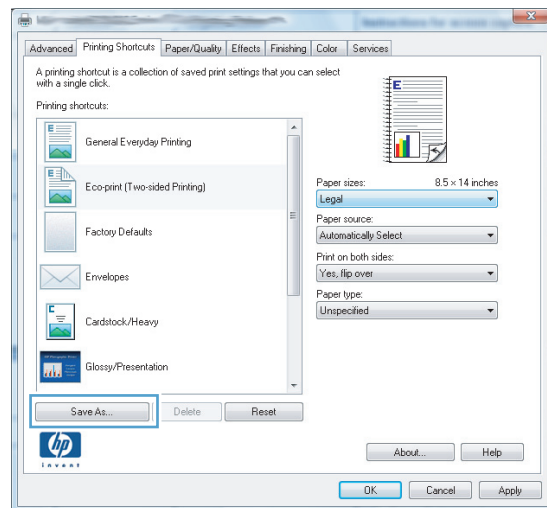 Advanced Printing Shortcuts Paper/Quality Effects Finishing Color Services
A printing shortcut is a collection of saved print settings that you can select
with a single click.
Printing shortcuts:
General Everyday Printing
Eco-print (Two-sided Printing)
Factory Defaults
Envelopes
Cardstock/Heavy
Glossy/Presentation
Save As... Delete Reset
Paper sizes: 8.5 × 14 inches
Legal
Paper source:
Automatically Select
Print on both sides:
Yes, flip over
Paper type:
Unspecified
hp
invent
About... Help
OK Cancel Apply